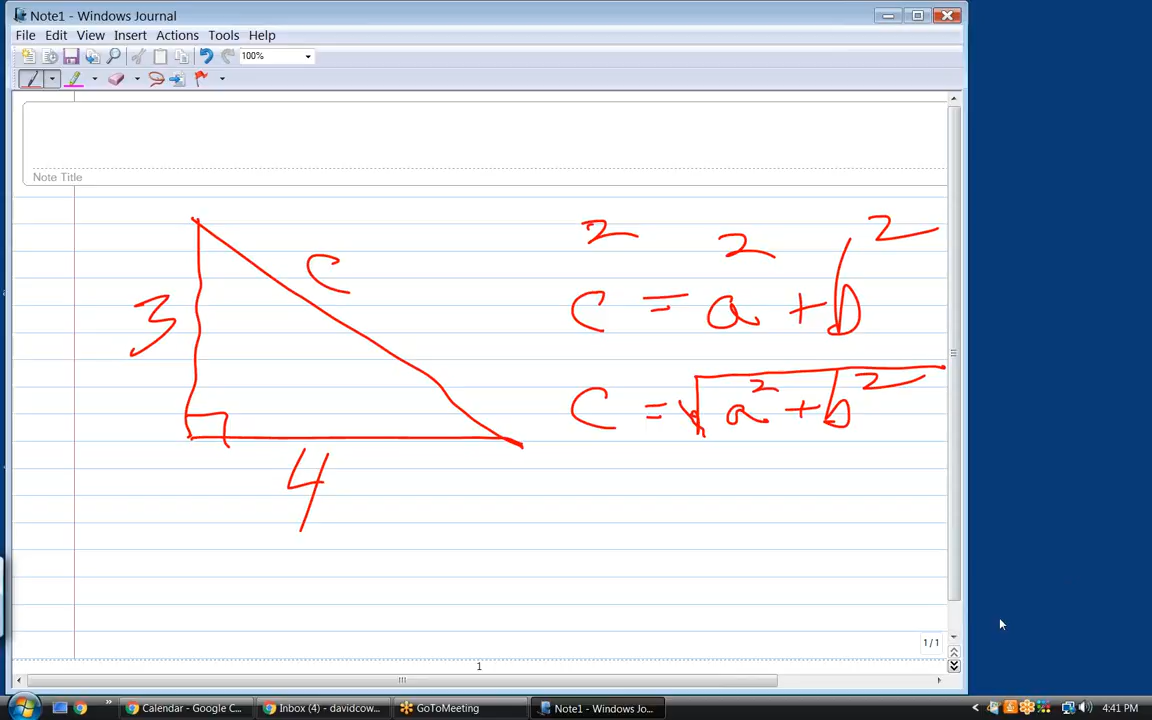 Note1 - Windows Journal
File Edit View Insert Actions Tools Help
100%
Note Title
3
C
4
c² = a² + b²
c = √a² + b²
1 / 1
1
Calendar - Google C...
Inbox (4) - davidcow...
GoToMeeting
Note1 - Windows Jo...
4:41 PM